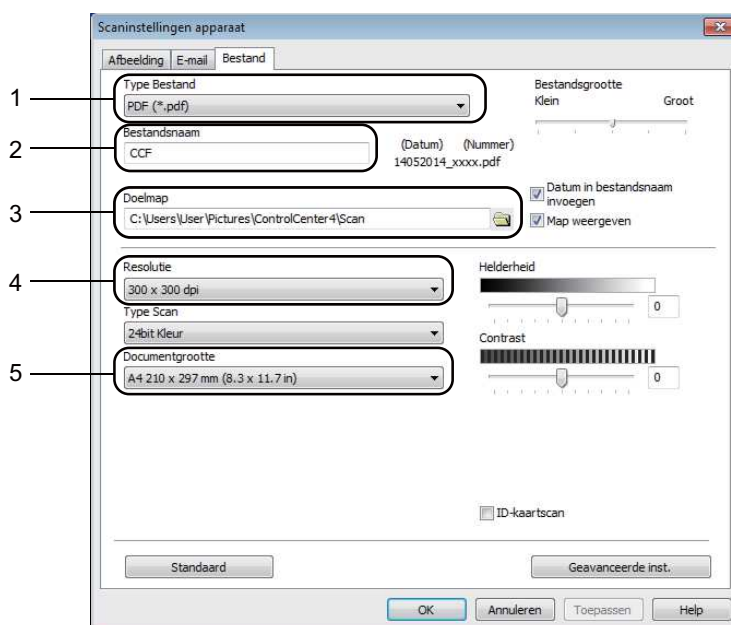 Scaninstellingen apparaat
Afbeelding E-mail Bestand
1
Type Bestand
PDF (*.pdf)
Bestandsgrootte
Klein Groot
2
Bestandsnaam
CCF
(Datum) (Nummer)
14052014_xxxx.pdf
3
Doelmap
C:\Users\User\Pictures\ControlCenter4\Scan
Datum in bestandsnaam
invoegen
Map weergeven
4
Resolutie
300 x 300 dpi
Type Scan
24bit Kleur
5
Documentgrootte
A4 210 x 297 mm (8.3 x 11.7 in)
Helderheid
0
Contrast
0
ID-kaartscan
Standaard
Geavanceerde inst.
OK Annuleren Toepassen Help